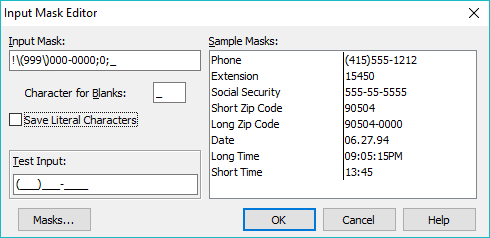 Input Mask Editor
Input Mask:
!\(999\)000-0000;0;_
Character for Blanks: _
Save Literal Characters
Test Input:
(___)___-____
Sample Masks:
Phone (415)555-1212
Extension 15450
Social Security 555-55-5555
Short Zip Code 90504
Long Zip Code 90504-0000
Date 06.27.94
Long Time 09:05:15PM
Short Time 13:45
Masks... OK Cancel Help